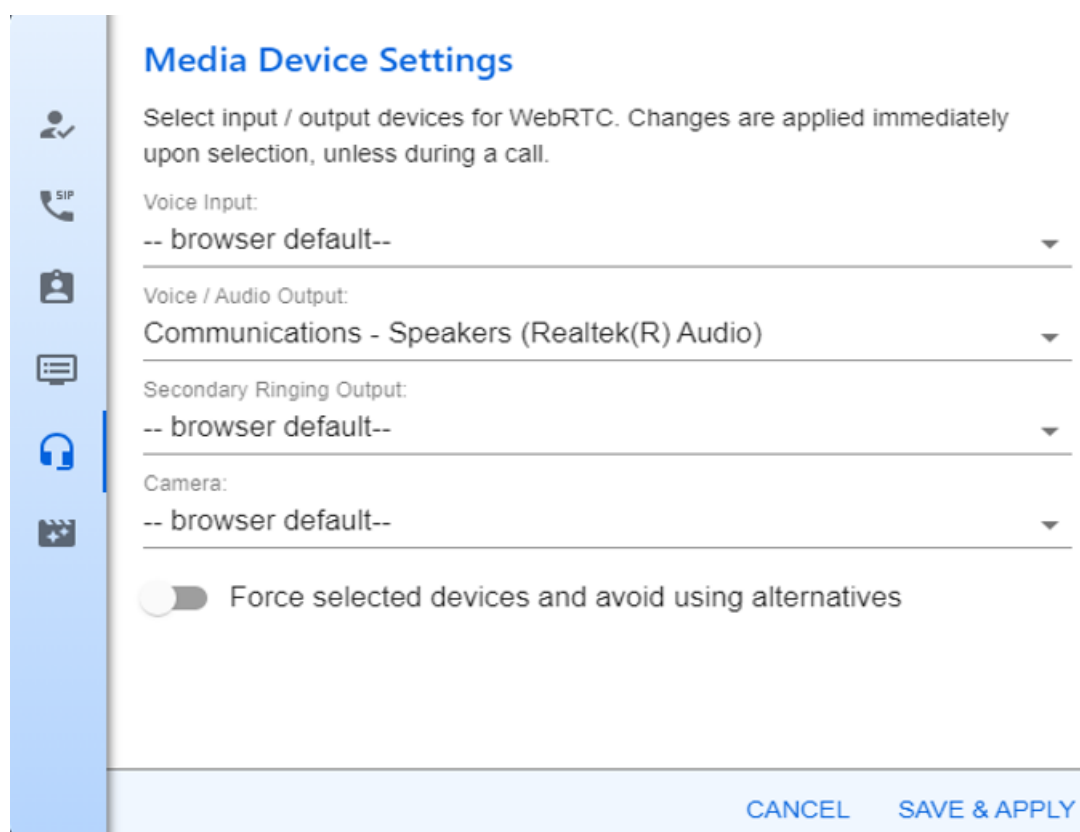 Media Device Settings
Select input / output devices for WebRTC. Changes are applied immediately
upon selection, unless during a call.
SIP
Voice Input:
-- browser default--
Voice / Audio Output:
Communications - Speakers (Realtek(R) Audio)
Secondary Ringing Output:
-- browser default--
Camera:
-- browser default--
Force selected devices and avoid using alternatives
CANCEL SAVE & APPLY